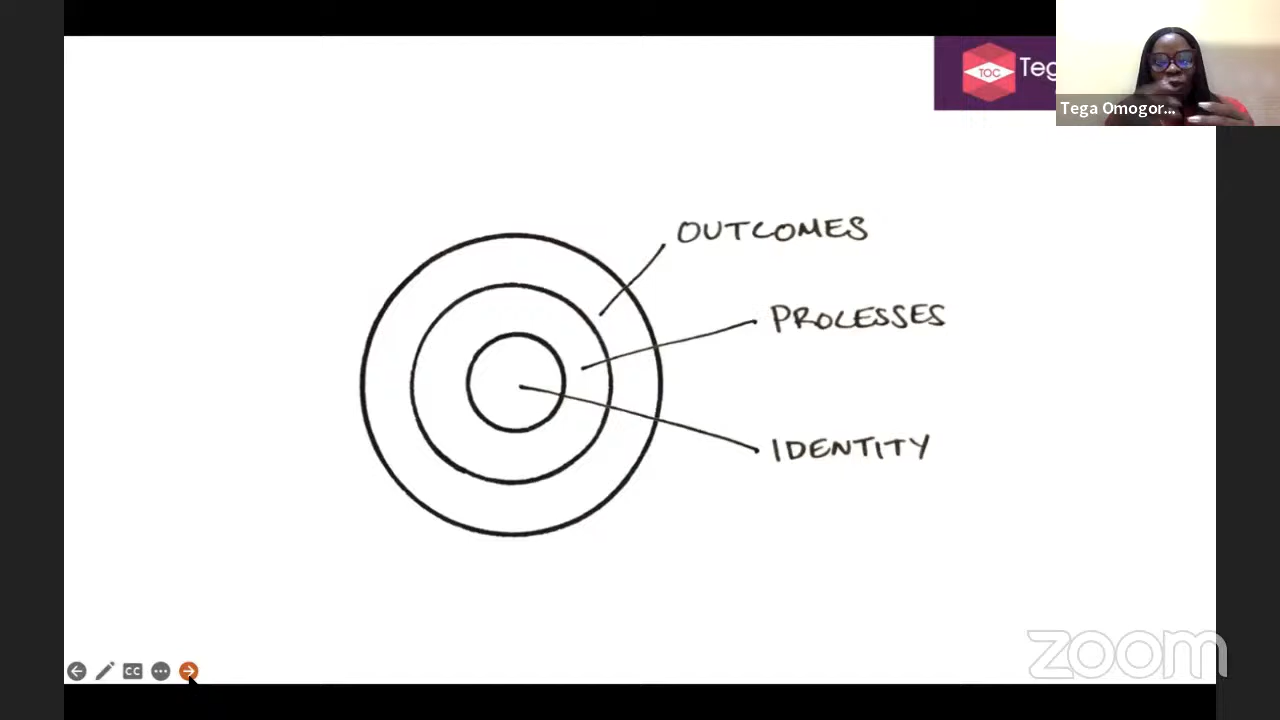 TOC
Teg
Tega Omogor...
OUTCOMES
PROCESSES
IDENTITY
CC
zoom